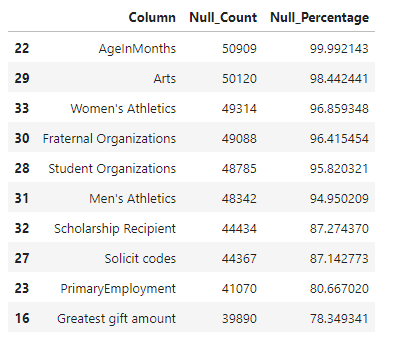 Column Null_Count Null_Percentage
22 AgeInMonths 50909 99.992143
29 Arts 50120 98.442441
33 Women's Athletics 49314 96.859348
30 Fraternal Organizations 49088 96.415454
28 Student Organizations 48785 95.820321
31 Men's Athletics 48342 94.950209
32 Scholarship Recipient 44434 87.274370
27 Solicit codes 44367 87.142773
23 PrimaryEmployment 41070 80.667020
16 Greatest gift amount 39890 78.349341